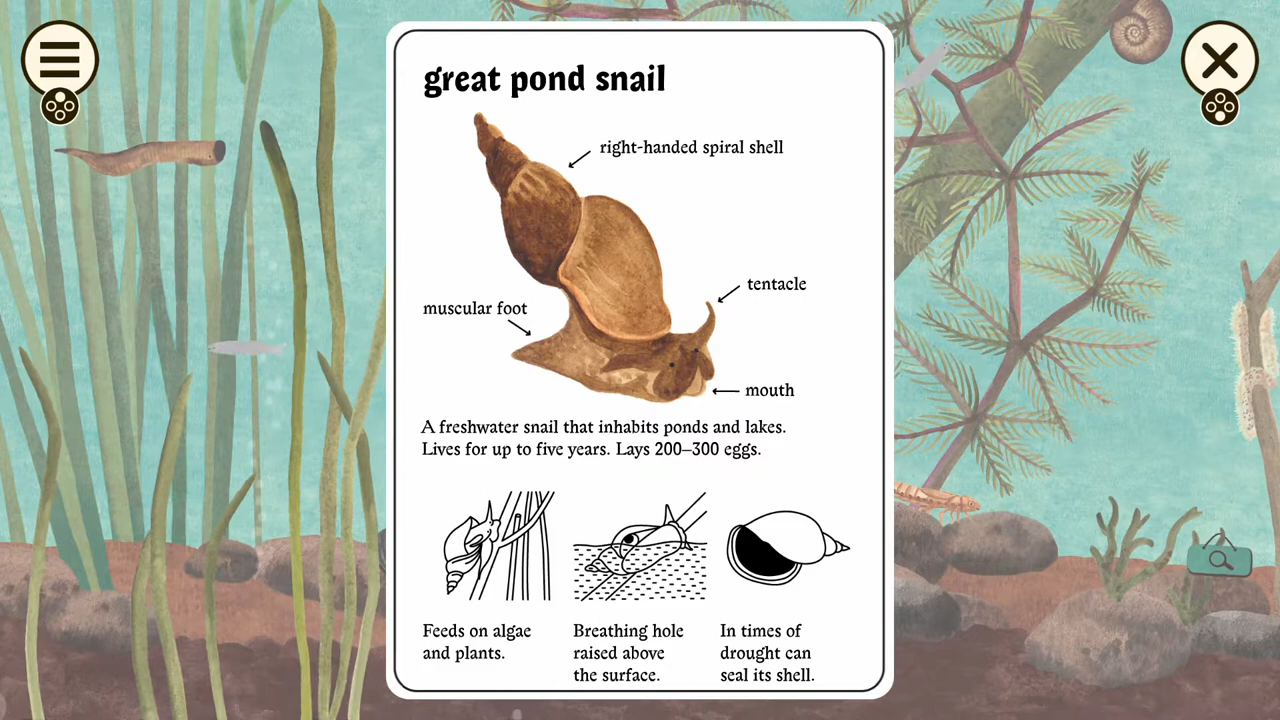 great pond snail
right-handed spiral shell
tentacle
muscular foot
mouth
A freshwater snail that inhabits ponds and lakes.
Lives for up to five years. Lays 200–300 eggs.
Feeds on algae
and plants.
Breathing hole
raised above
the surface.
In times of
drought can
seal its shell.